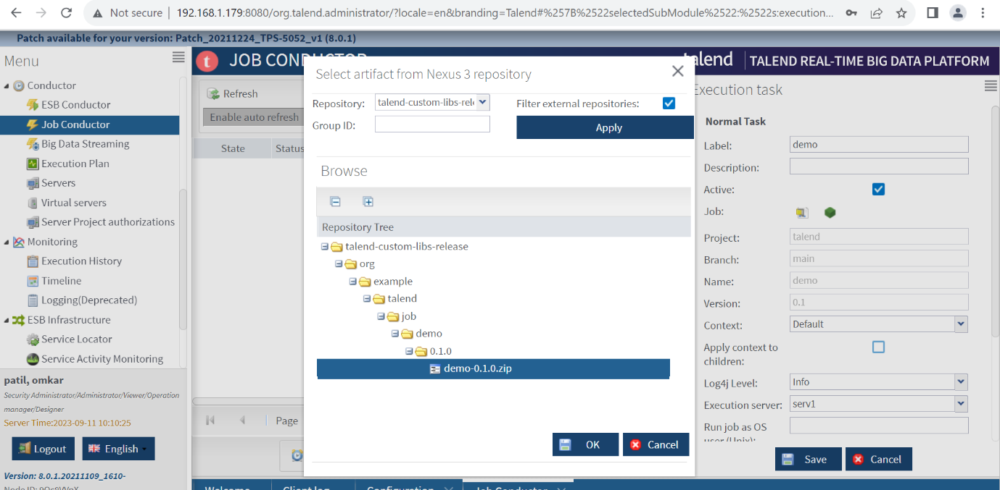 Not secure | 192.168.1.179:8080/org.talend.administrator/?locale=en&branding=Talend#%257B%2522selectedSubModule%2522:%2522s:execution...
Patch available for your version: Patch_20211224_TPS-5052_v1 (8.0.1)
Menu
Conductor
ESB Conductor
Job Conductor
Big Data Streaming
Execution Plan
Servers
Virtual servers
Server Project authorizations
Monitoring
Execution History
Timeline
Logging(Deprecated)
ESB Infrastructure
Service Locator
Service Activity Monitoring
patil, omkar
Security Administrator/Administrator/Viewer/Operation
manager/Designer
Server Time:2023-09-11 10:10:25
Logout
English
Version: 8.0.1.20211109_1610-
t JOB CONDUCTOR
talend | TALEND REAL-TIME BIG DATA PLATFORM
Refresh
Enable auto refresh
State Status
Page
Select artifact from Nexus 3 repository
Repository: talend-custom-libs-rel
Filter external repositories:
Group ID:
Apply
Browse
Repository Tree
talend-custom-libs-release
org
example
talend
job
demo
0.1.0
demo-0.1.0.zip
OK
Cancel
Execution task
Normal Task
Label: demo
Description:
Active:
Job:
Project: talend
Branch: main
Name: demo
Version: 0.1
Context: Default
Apply context to
children:
Log4j Level: Info
Execution server: serv1
Run job as OS
user (Unix):
Save
Cancel
Welcome
Client log
Configuration
Job Conductor